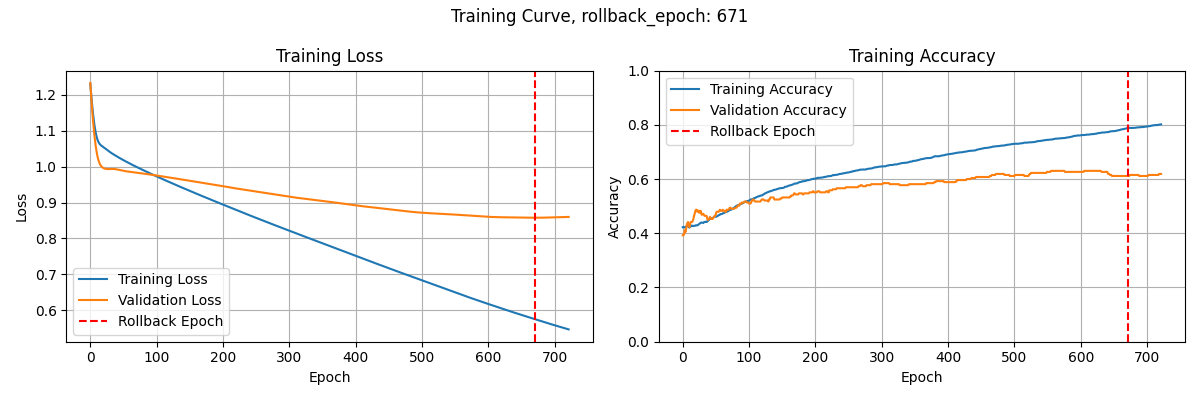 Training Curve, rollback_epoch: 671
Training Loss
Loss
1.2
1.1
1.0
0.9
0.8
0.7
0.6
Training Loss
Validation Loss
Rollback Epoch
0 100 200 300 400 500 600 700
Epoch
Training Accuracy
Accuracy
1.0
0.8
0.6
0.4
0.2
0.0
Training Accuracy
Validation Accuracy
Rollback Epoch
0 100 200 300 400 500 600 700
Epoch